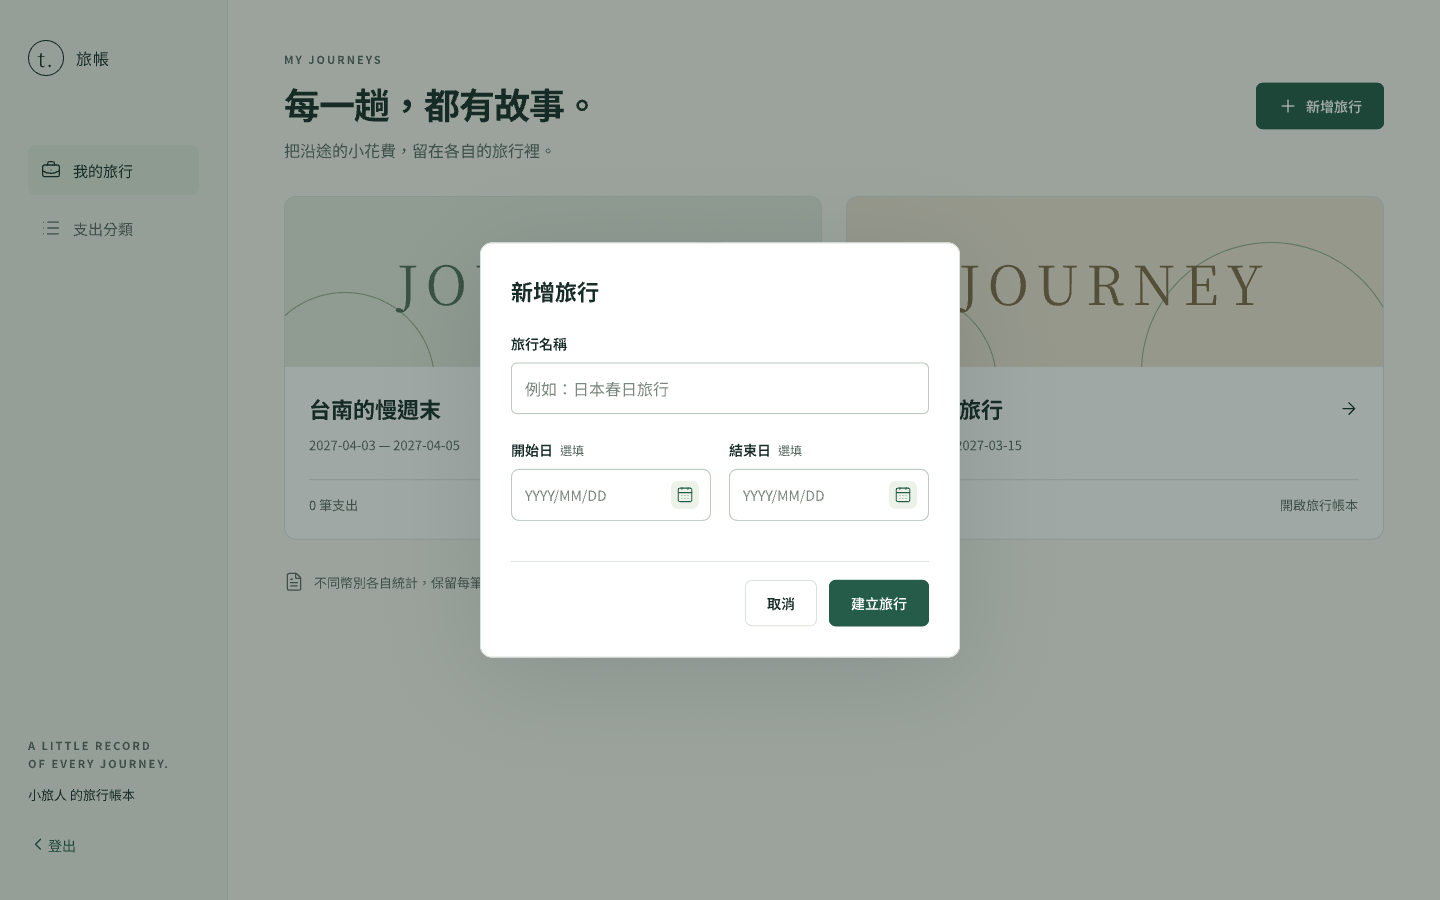 t. 旅帳
我的旅行
支出分類
A LITTLE RECORD
OF EVERY JOURNEY.
小旅人 的旅行帳本
登出
MY JOURNEYS
每一趟，都有故事。
把沿途的小花費，留在各自的旅行裡。
新增旅行
JO
JOURNEY
台南的慢週末
2027-04-03 — 2027-04-05
0 筆支出
旅行
2027-03-15
開啟旅行帳本
不同幣別各自統計，保留每筆
新增旅行
旅行名稱
例如：日本春日旅行
開始日 選填
結束日 選填
YYYY/MM/DD
YYYY/MM/DD
取消
建立旅行